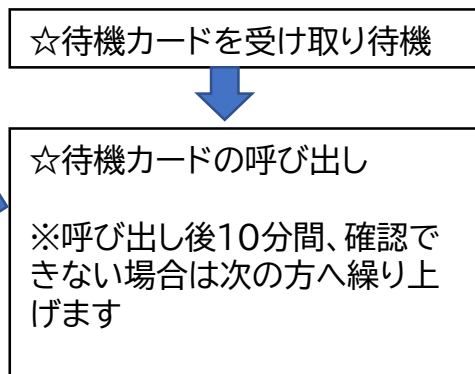 ☆待機カードを受け取り待機
☆待機カードの呼び出し
※呼び出し後10分間、確認で
きない場合は次の方へ繰り上
げます